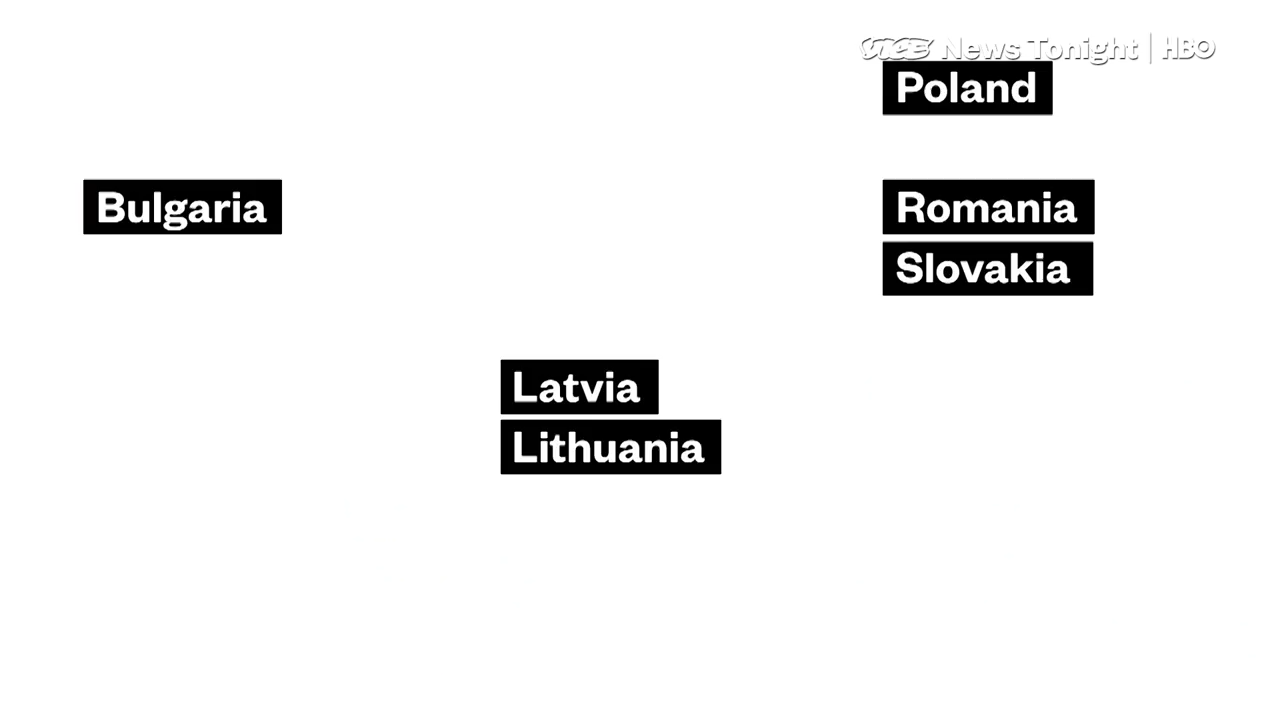 VICE News Tonight | HBO
Poland
Bulgaria
Romania
Slovakia
Latvia
Lithuania